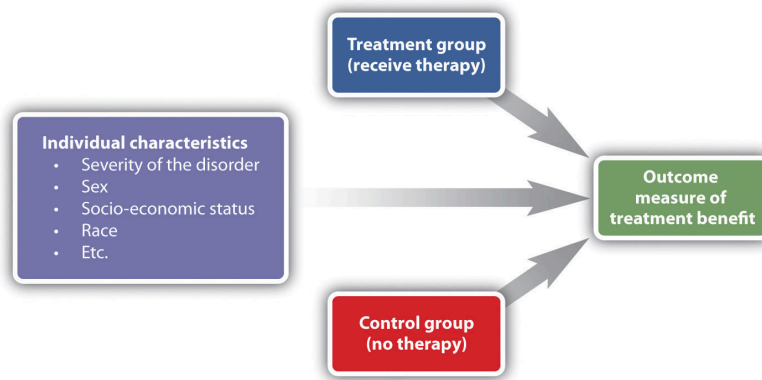 Treatment group
(receive therapy)
Individual characteristics
• Severity of the disorder
• Sex
• Socio-economic status
• Race
• Etc.
Outcome
measure of
treatment benefit
Control group
(no therapy)